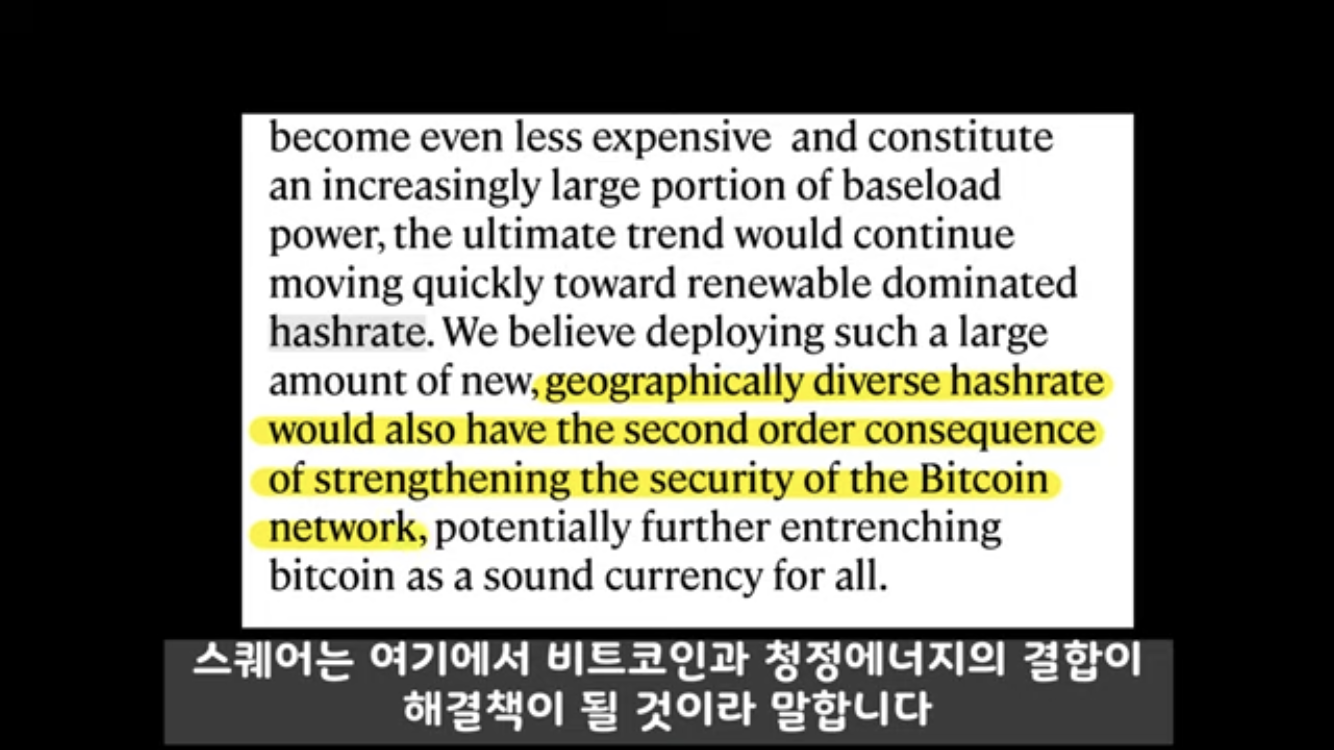 become even less expensive  and constitute
an increasingly large portion of baseload
power, the ultimate trend would continue
moving quickly toward renewable dominated
hashrate. We believe deploying such a large
amount of new, geographically diverse hashrate
would also have the second order consequence
of strengthening the security of the Bitcoin
network, potentially further entrenching
bitcoin as a sound currency for all.
스퀘어는 여기에서 비트코인과 청정에너지의 결합이
해결책이 될 것이라 말합니다